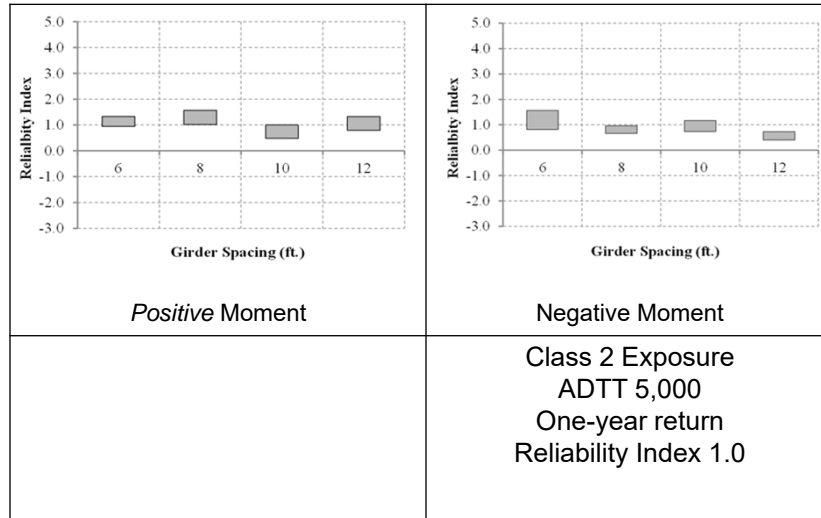 5.0
4.0
3.0
2.0
1.0
0.0
-1.0
-2.0
-3.0
Relialbity Index
6 8 10 12
Girder Spacing (ft.)
Positive Moment
5.0
4.0
3.0
2.0
1.0
0.0
-1.0
-2.0
-3.0
Relialbity Index
6 8 10 12
Girder Spacing (ft.)
Negative Moment
Class 2 Exposure
ADTT 5,000
One-year return
Reliability Index 1.0